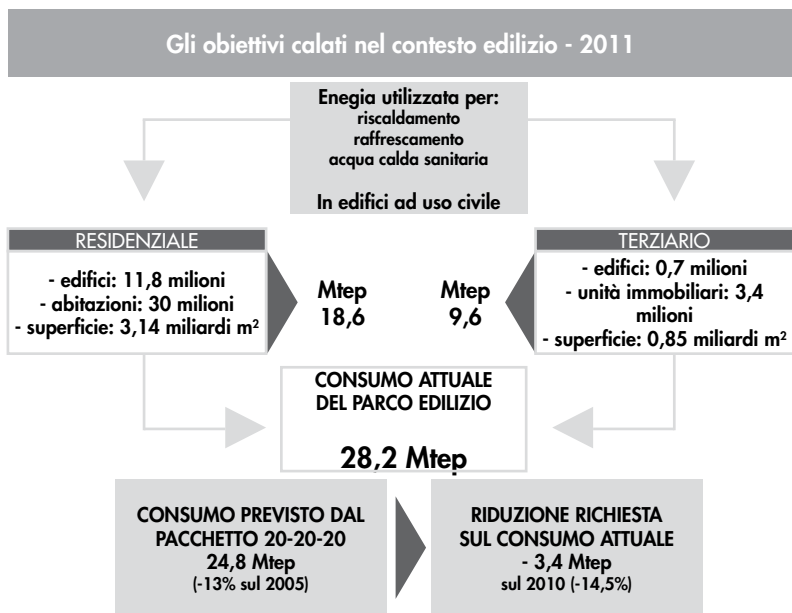 Gli obiettivi calati nel contesto edilizio - 2011
Enegia utilizzata per:
riscaldamento
raffrescamento
acqua calda sanitaria
In edifici ad uso civile
RESIDENZIALE
- edifici: 11,8 milioni
- abitazioni: 30 milioni
- superficie: 3,14 miliardi m²
Mtep
18,6
Mtep
9,6
TERZIARIO
- edifici: 0,7 milioni
- unità immobiliari: 3,4
milioni
- superficie: 0,85 miliardi m²
CONSUMO ATTUALE
DEL PARCO EDILIZIO
28,2 Mtep
CONSUMO PREVISTO DAL
PACCHETTO 20-20-20
24,8 Mtep
(-13% sul 2005)
RIDUZIONE RICHIESTA
SUL CONSUMO ATTUALE
- 3,4 Mtep
sul 2010 (-14,5%)